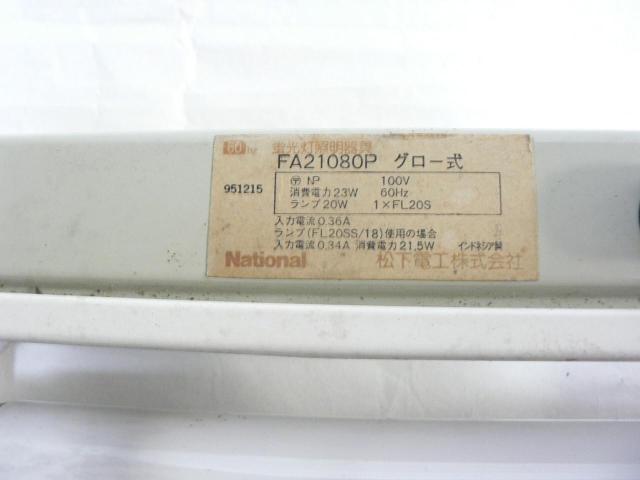 60Hz 蛍光灯照明器具
FA21080P グロー式
951215
〒 NP 100V
消費電力23W 60Hz
ランプ20W 1×FL20S
入力電流0.36A
ランプ(FL20SS/18)使用の場合
入力電流0.34A 消費電力21.5W インドネシア製
National 松下電工株式会社